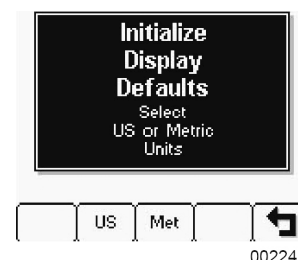 Initialize
Display
Defaults
Select
US or Metric
Units
US Met
00224